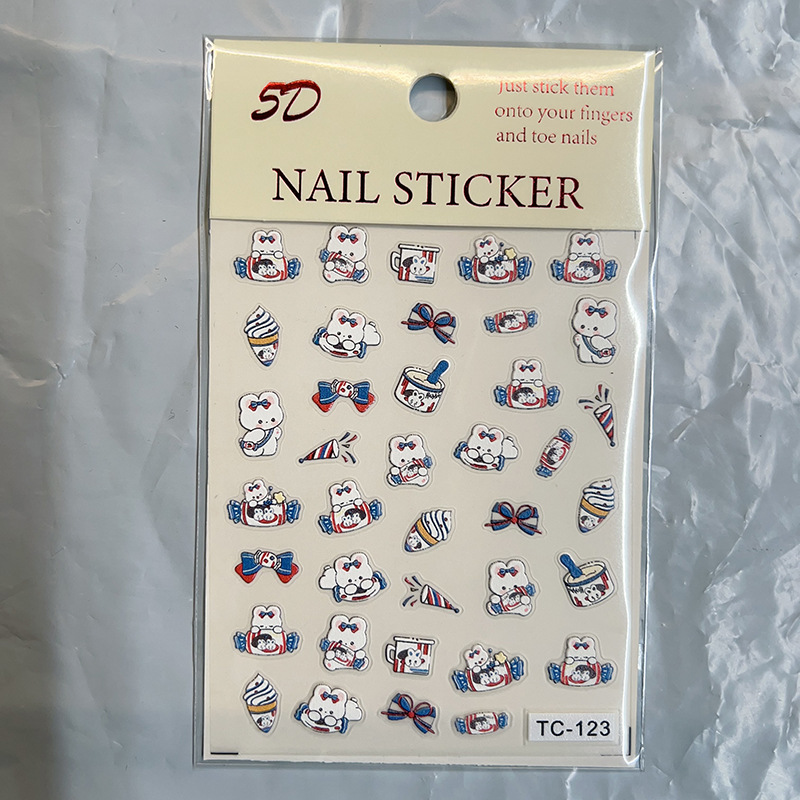 5D
Just stick them
onto your fingers
and toe nails
NAIL STICKER
TC-123